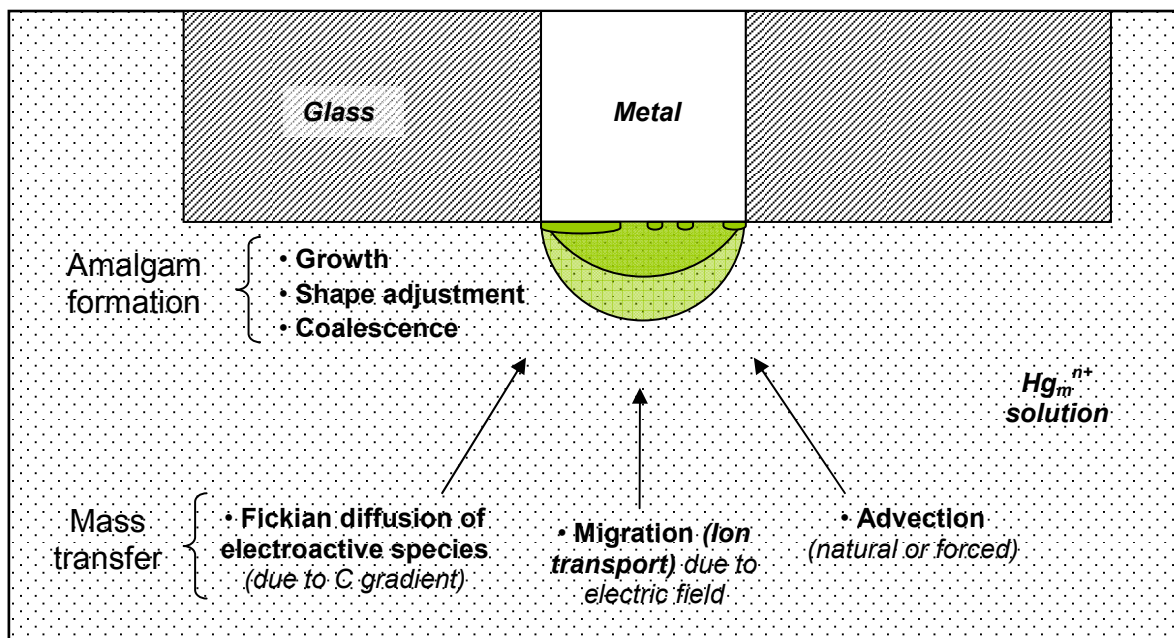 Glass
Metal
Amalgam
formation
• Growth
• Shape adjustment
• Coalescence
Hgₘⁿ⁺
solution
Mass
transfer
• Fickian diffusion of
electroactive species
(due to C gradient)
• Migration (Ion
transport) due to
electric field
• Advection
(natural or forced)